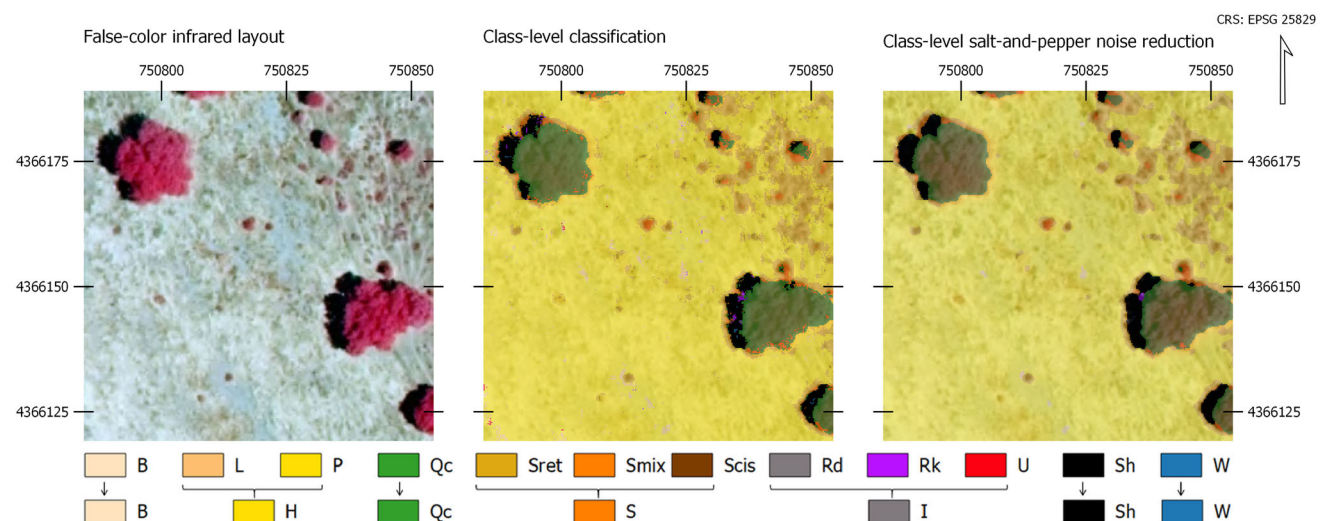 CRS: EPSG 25829
False-color infrared layout
Class-level classification
Class-level salt-and-pepper noise reduction
750800 750825 750850 750800 750825 750850 750800 750825 750850
4366175 4366175
4366150 4366150
4366125 4366125
B L P Qc Sret Smix Scis Rd Rk U Sh W
B H Qc S I Sh W